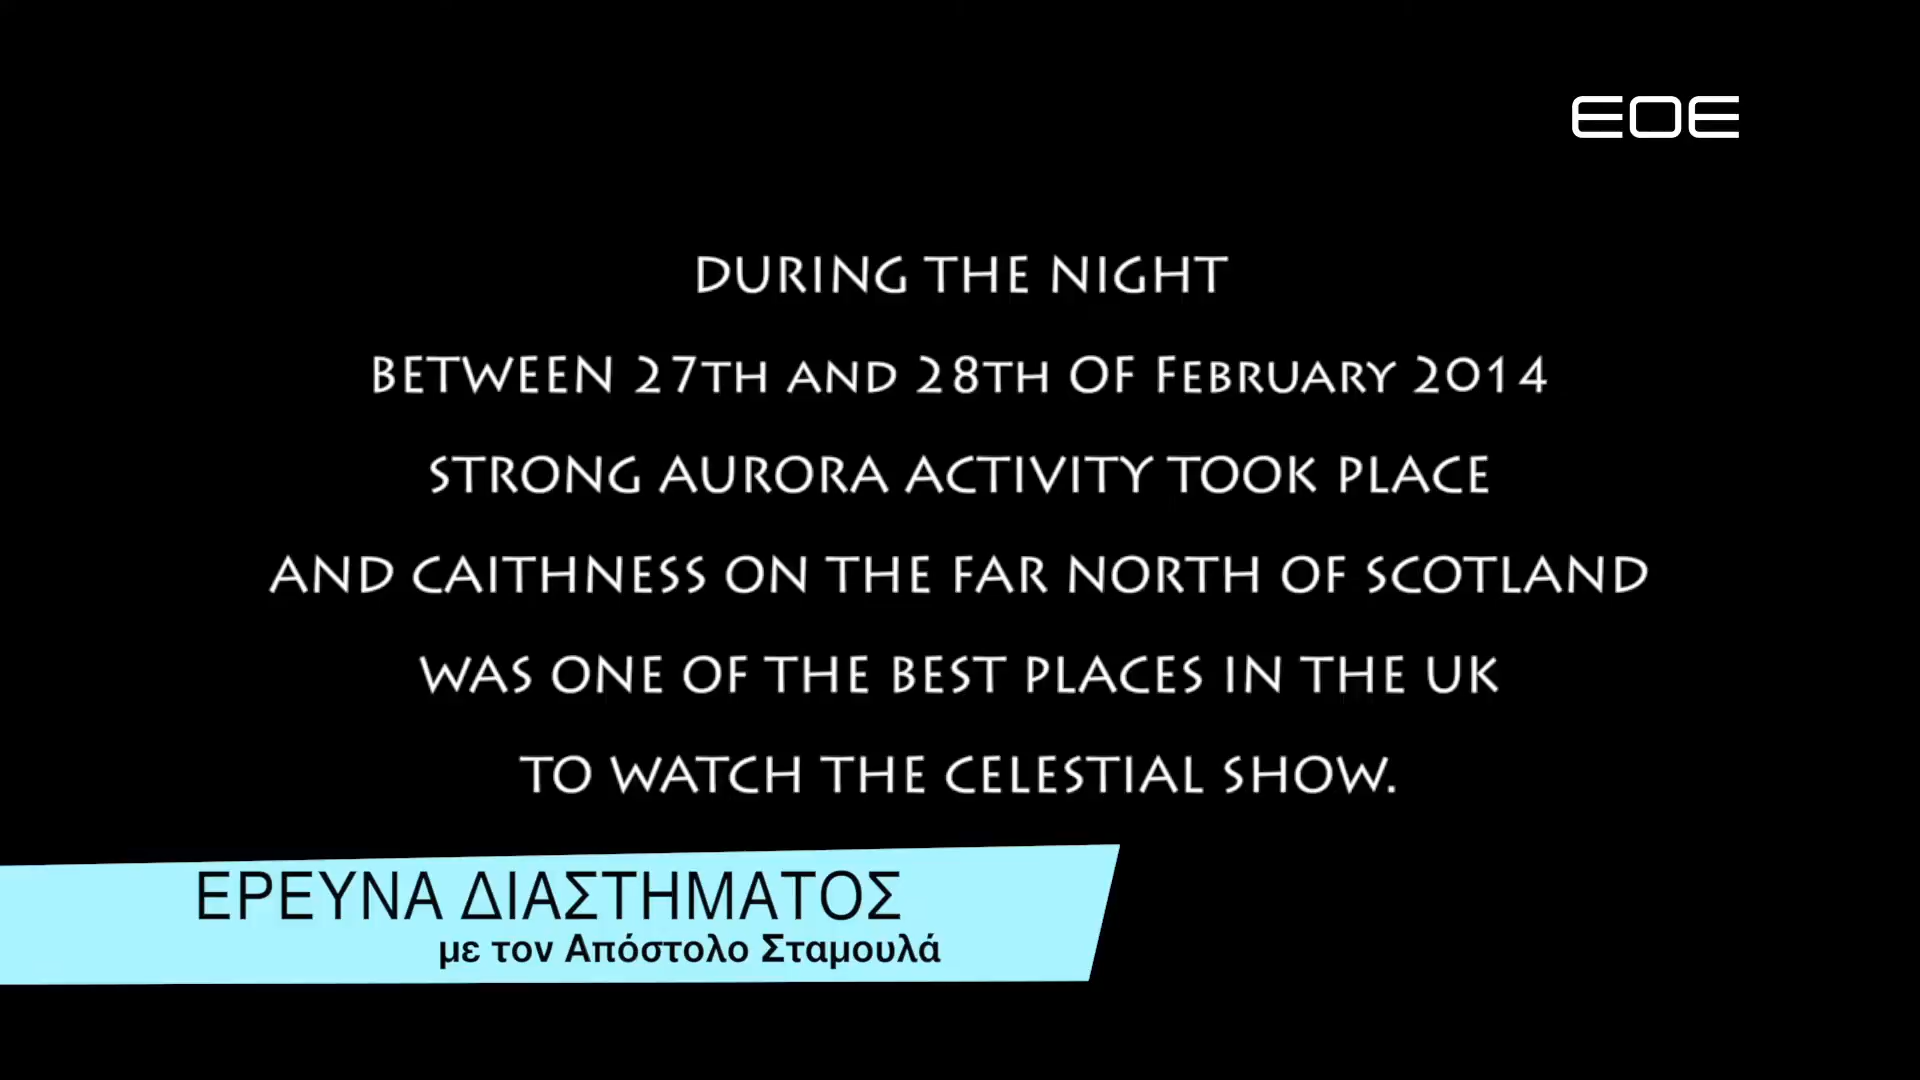 EOE
DURING THE NIGHT
BETWEEN 27TH AND 28TH OF FEBRUARY 2014
STRONG AURORA ACTIVITY TOOK PLACE
AND CAITHNESS ON THE FAR NORTH OF SCOTLAND
WAS ONE OF THE BEST PLACES IN THE UK
TO WATCH THE CELESTIAL SHOW.
ΕΡΕΥΝΑ ΔΙΑΣΤΗΜΑΤΟΣ
με τον Απόστολο Σταμουλά